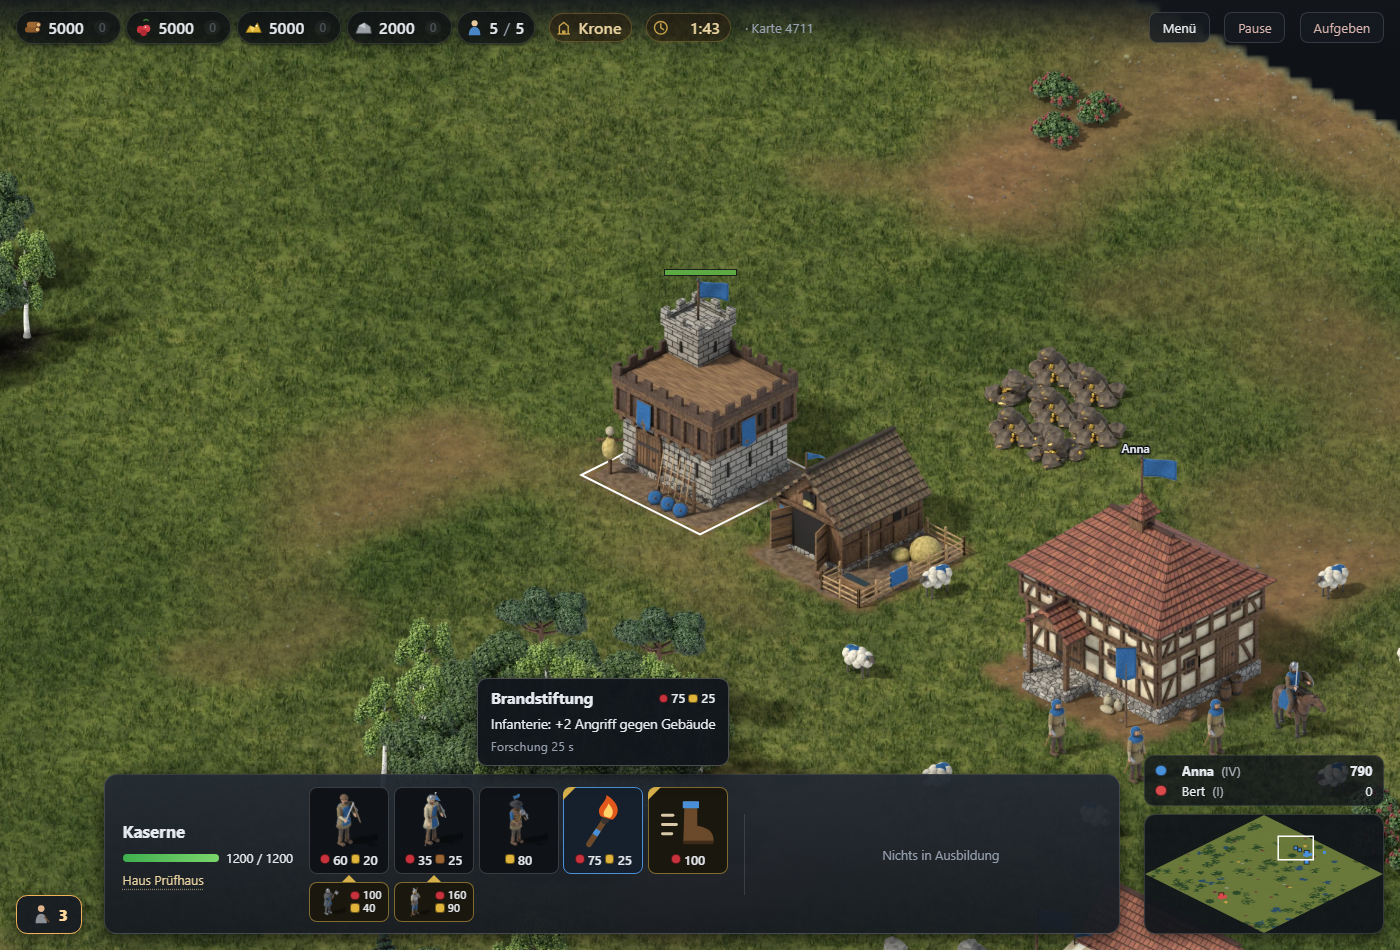 5000 0 5000 0 5000 0 2000 0 5 / 5 Krone 1:43 · Karte 4711 Menü Pause Aufgeben
Anna
Brandstiftung 75 25
Infanterie: +2 Angriff gegen Gebäude
Forschung 25 s
Kaserne
1200 / 1200
Haus Prüfhaus
60 20 35 25 80 75 25 100
100
40
160
90
Nichts in Ausbildung
Anna (IV) 790
Bert (I) 0
3